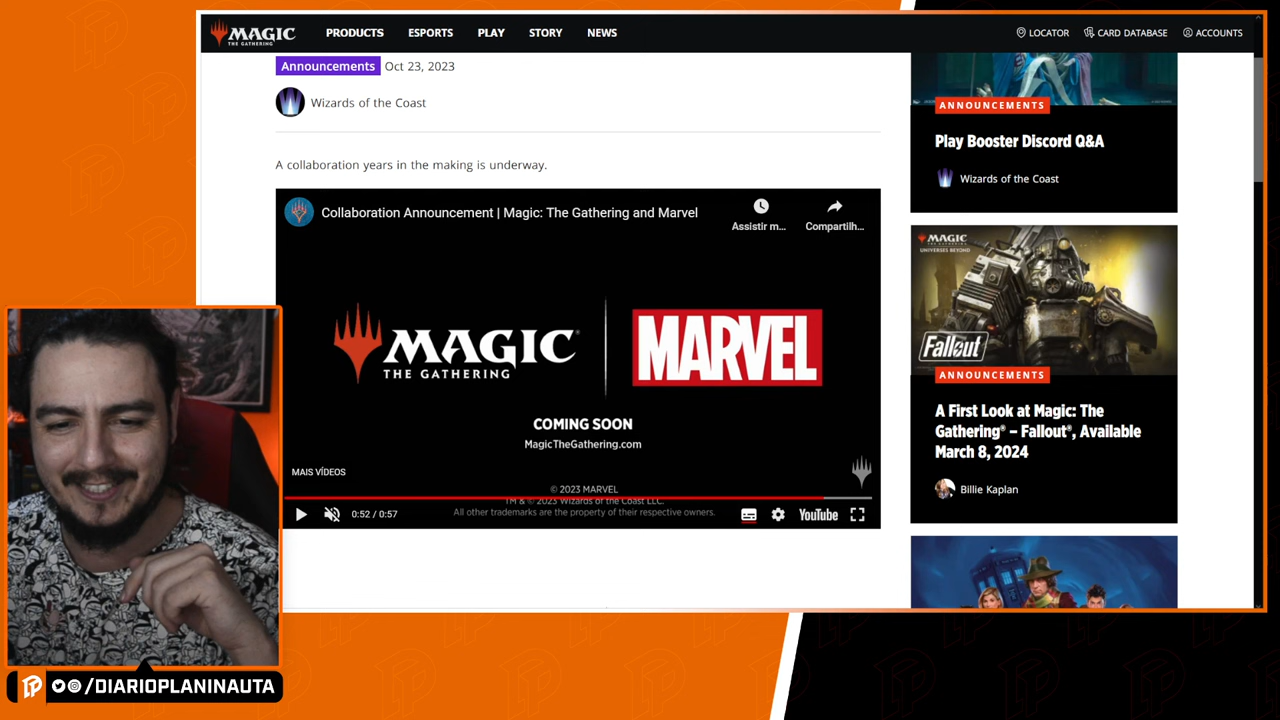 MAGIC
THE GATHERING
PRODUCTS
ESPORTS
PLAY
STORY
NEWS
LOCATOR
CARD DATABASE
ACCOUNTS
Announcements Oct 23, 2023
Wizards of the Coast
A collaboration years in the making is underway.
Collaboration Announcement | Magic: The Gathering and Marvel
Assistir m...
Compartilh...
MAGIC
THE GATHERING
MARVEL
COMING SOON
MagicTheGathering.com
MAIS VÍDEOS
© 2023 MARVEL
TM & © 2023 Wizards of the Coast LLC.
All other trademarks are the property of their respective owners.
0:52 / 0:57
YouTube
ANNOUNCEMENTS
Play Booster Discord Q&A
Wizards of the Coast
MAGIC
THE GATHERING
UNIVERSES BEYOND
Fallout
ANNOUNCEMENTS
A First Look at Magic: The
Gathering® – Fallout®, Available
March 8, 2024
Billie Kaplan
/DIARIOPLANINAUTA